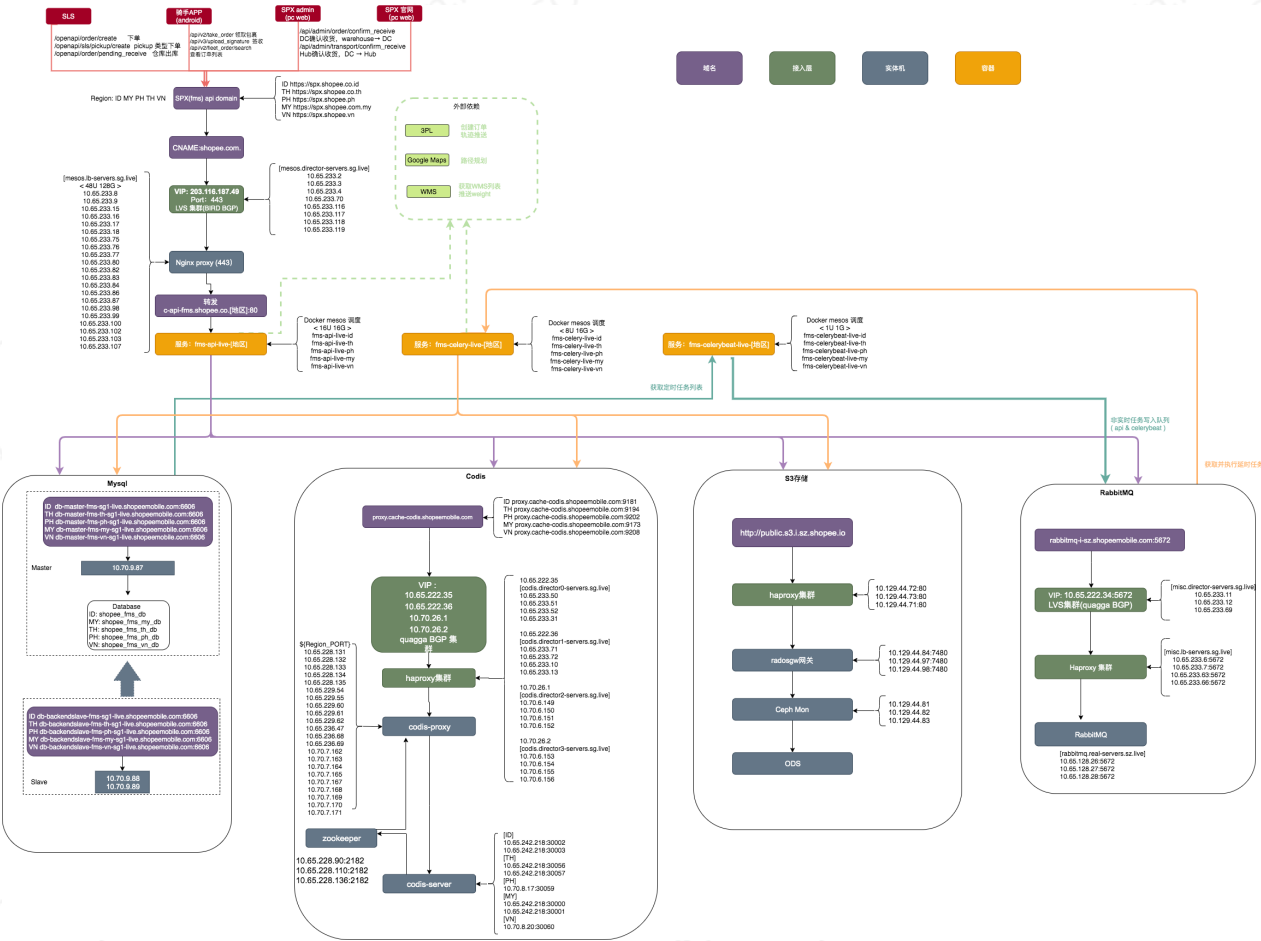 SLS
骑手APP
(android)
SPX admin
(pc web)
SPX 官网
(pc web)
/openapi/order/create 下单
/openapi/sls/pickup/create pickup 类型下单
/openapi/order/pending_receive 仓库出库
/api/v2/take_order 领取包裹
/api/v3/upload_signature 签收
/api/v2/fleet_order/search
查看订单列表
/api/admin/order/confirm_receive
DC确认收货，warehouse→ DC
/api/admin/transport/confirm_receive
Hub确认收货，DC → Hub
域名
接入层
实体机
容器
Region: ID MY PH TH VN
SPX(fms) api domain
ID https://spx.shopee.co.id
TH https://spx.shopee.co.th
PH https://spx.shopee.ph
MY https://spx.shopee.com.my
VN https://spx.shopee.vn
CNAME:shopee.com.
外部依赖
3PL
创建订单
轨迹推送
Google Maps
路径规划
WMS
获取WMS列表
推送weight
[mesos.lb-servers.sg.live]
< 48U 128G >
10.65.233.8
10.65.233.9
10.65.233.15
10.65.233.16
10.65.233.17
10.65.233.18
10.65.233.75
10.65.233.76
10.65.233.77
10.65.233.80
10.65.233.82
10.65.233.83
10.65.233.84
10.65.233.86
10.65.233.87
10.65.233.98
10.65.233.99
10.65.233.100
10.65.233.102
10.65.233.103
10.65.233.107
VIP: 203.116.187.49
Port：443
LVS 集群(BIRD BGP)
[mesos.director-servers.sg.live]
10.65.233.2
10.65.233.3
10.65.233.4
10.65.233.70
10.65.233.116
10.65.233.117
10.65.233.118
10.65.233.119
Nginx proxy (443）
转发
c-api-fms.shopee.co.[地区]:80
服务：fms-api-live-[地区]
Docker mesos 调度
< 16U 16G >
fms-api-live-id
fms-api-live-th
fms-api-live-ph
fms-api-live-my
fms-api-live-vn
服务：fms-celery-live-[地区]
Docker mesos 调度
< 8U 16G >
fms-celery-live-id
fms-celery-live-th
fms-celery-live-ph
fms-celery-live-my
fms-celery-live-vn
服务：fms-celerybeat-live-[地区]
Docker mesos 调度
< 1U 1G >
fms-celerybeat-live-id
fms-celerybeat-live-th
fms-celerybeat-live-ph
fms-celerybeat-live-my
fms-celerybeat-live-vn
获取定时任务列表
非实时任务写入队列
( api & celerybeat )
获取并执行延时任务
Mysql
ID db-master-fms-sg1-live.shopeemobile.com:6606
TH db-master-fms-th-sg1-live.shopeemobile.com:6606
PH db-master-fms-ph-sg1-live.shopeemobile.com:6606
MY db-master-fms-my-sg1-live.shopeemobile.com:6606
VN db-master-fms-vn-sg1-live.shopeemobile.com:6606
Master
10.70.9.87
Database
ID: shopee_fms_db
MY: shopee_fms_my_db
TH: shopee_fms_th_db
PH: shopee_fms_ph_db
VN: shopee_fms_vn_db
ID db-backendslave-fms-sg1-live.shopeemobile.com:6606
TH db-backendslave-fms-th-sg1-live.shopeemobile.com:6606
PH db-backendslave-fms-ph-sg1-live.shopeemobile.com:6606
MY db-backendslave-fms-my-sg1-live.shopeemobile.com:6606
VN db-backendslave-fms-vn-sg1-live.shopeemobile.com:6606
Slave
10.70.9.88
10.70.9.89
Codis
proxy.cache-codis.shopeemobile.com
ID proxy.cache-codis.shopeemobile.com:9181
TH proxy.cache-codis.shopeemobile.com:9194
PH proxy.cache-codis.shopeemobile.com:9202
MY proxy.cache-codis.shopeemobile.com:9173
VN proxy.cache-codis.shopeemobile.com:9208
VIP：
10.65.222.35
10.65.222.36
10.70.26.1
10.70.26.2
quagga BGP 集
群
10.65.222.35
[codis.director0-servers.sg.live]
10.65.233.50
10.65.233.51
10.65.233.52
10.65.233.31
10.65.222.36
[codis.director1-servers.sg.live]
10.65.233.71
10.65.233.72
10.65.233.10
10.65.233.13
10.70.26.1
[codis.director2-servers.sg.live]
10.70.6.149
10.70.6.150
10.70.6.151
10.70.6.152
10.70.26.2
[codis.director3-servers.sg.live]
10.70.6.153
10.70.6.154
10.70.6.155
10.70.6.156
haproxy集群
${Region_PORT}
10.65.228.131
10.65.228.132
10.65.228.133
10.65.228.134
10.65.228.135
10.65.229.54
10.65.229.55
10.65.229.60
10.65.229.61
10.65.229.62
10.65.236.47
10.65.236.68
10.65.236.69
10.70.7.162
10.70.7.163
10.70.7.164
10.70.7.165
10.70.7.167
10.70.7.168
10.70.7.169
10.70.7.170
10.70.7.171
codis-proxy
zookeeper
10.65.228.90:2182
10.65.228.110:2182
10.65.228.136:2182
codis-server
[ID]
10.65.242.218:30002
10.65.242.218:30003
[TH]
10.65.242.218:30056
10.65.242.218:30057
[PH]
10.70.8.17:30059
[MY]
10.65.242.218:30000
10.65.242.218:30001
[VN]
10.70.8.20:30060
S3存储
http://public.s3.i.sz.shopee.io
haproxy集群
10.129.44.72:80
10.129.44.73:80
10.129.44.71:80
radosgw网关
10.129.44.84:7480
10.129.44.97:7480
10.129.44.98:7480
Ceph Mon
10.129.44.81
10.129.44.82
10.129.44.83
ODS
RabbitMQ
rabbitmq-i-sz.shopeemobile.com:5672
VIP: 10.65.222.34:5672
LVS集群(quagga BGP)
[misc.director-servers.sg.live]
10.65.233.11
10.65.233.12
10.65.233.69
Haproxy 集群
[misc.lb-servers.sg.live]
10.65.233.6:5672
10.65.233.7:5672
10.65.233.63:5672
10.65.233.66:5672
RabbitMQ
[rabbitmq.real-servers.sz.live]
10.65.128.26:5672
10.65.128.27:5672
10.65.128.28:5672